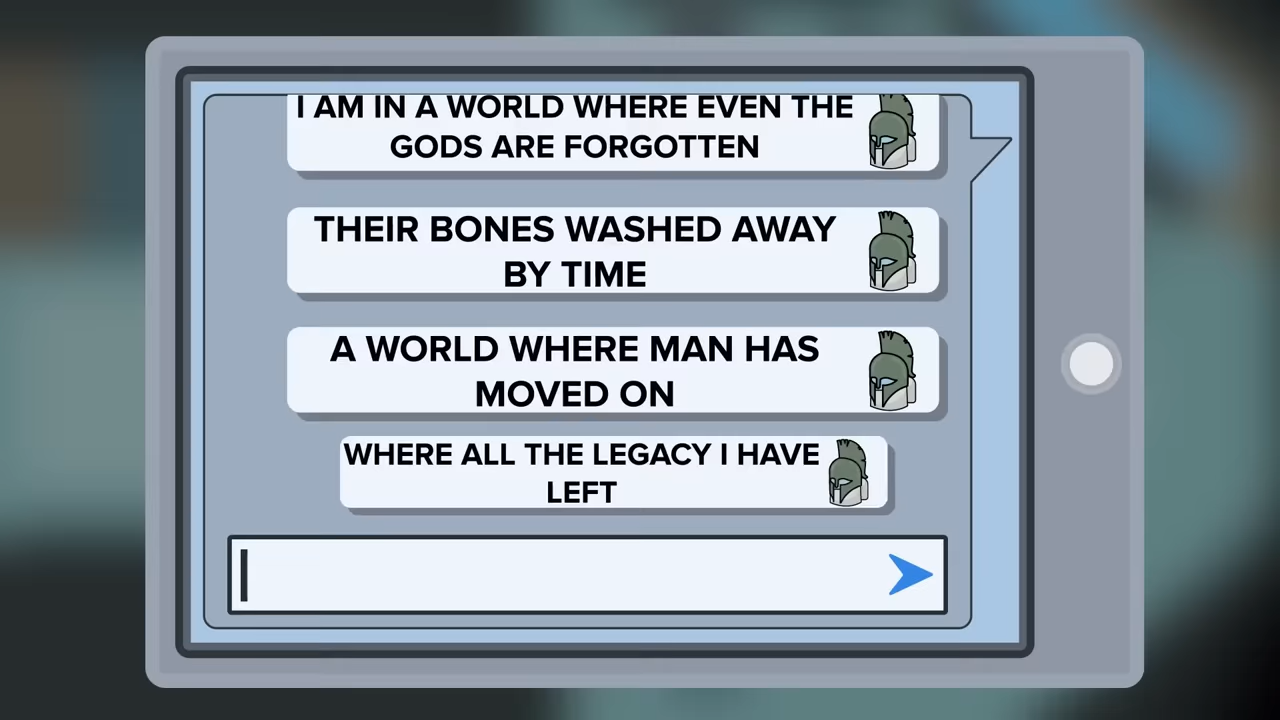 I AM IN A WORLD WHERE EVEN THE
GODS ARE FORGOTTEN
THEIR BONES WASHED AWAY
BY TIME
A WORLD WHERE MAN HAS
MOVED ON
WHERE ALL THE LEGACY I HAVE
LEFT